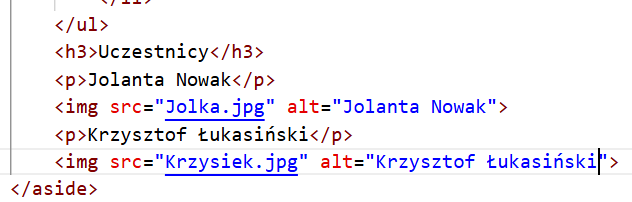 </ul>
<h3>Uczestnicy</h3>
<p>Jolanta Nowak</p>
<img src="Jolka.jpg" alt="Jolanta Nowak">
<p>Krzysztof Łukasiński</p>
<img src="Krzysiek.jpg" alt="Krzysztof Łukasiński">
</aside>